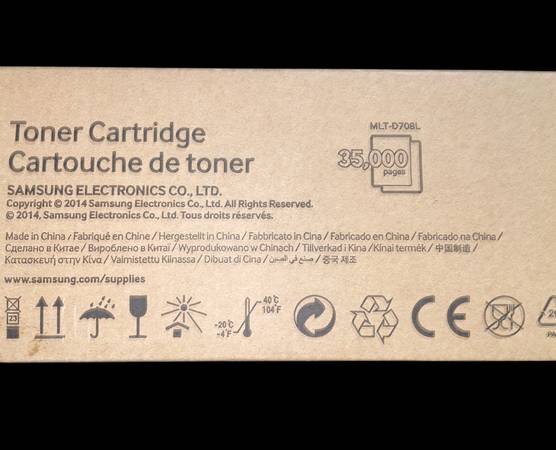 Toner Cartridge
Cartouche de toner
MLT-D708L
35,000
pages
SAMSUNG ELECTRONICS CO., LTD.
Copyright © 2014 Samsung Electronics Co., Ltd. All Rights Reserved.
© 2014, Samsung Electronics Co., Ltd. Tous droits réservés.
Made in China / Fabriqué en Chine / Hergestellt in China / Fabbricato in Cina / Fabricado en China / Fabricado na China /
Сделано в Китае / Вироблено в Китаї / Wyprodukowano w Chinach / Tillverkad i Kina / Kinai termék / 中国制造 /
Κατασκευή στην Κίνα / Valmistettu Kiinassa / Dibuat di Cina / صنع في الصين / 중국 제조
www.samsung.com/supplies
23
-20°C
-4°F
40°C
104°F
CE